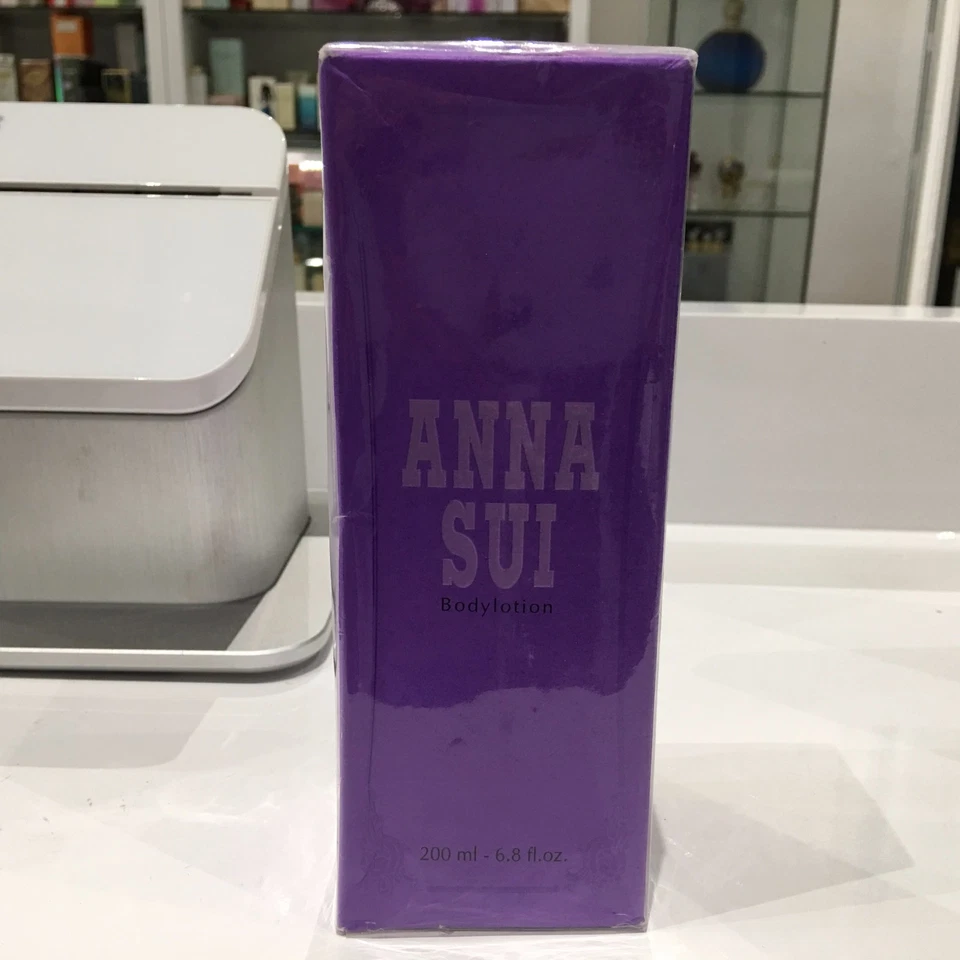 ANNA
SUI
Bodylotion
200 ml - 6.8 fl.oz.